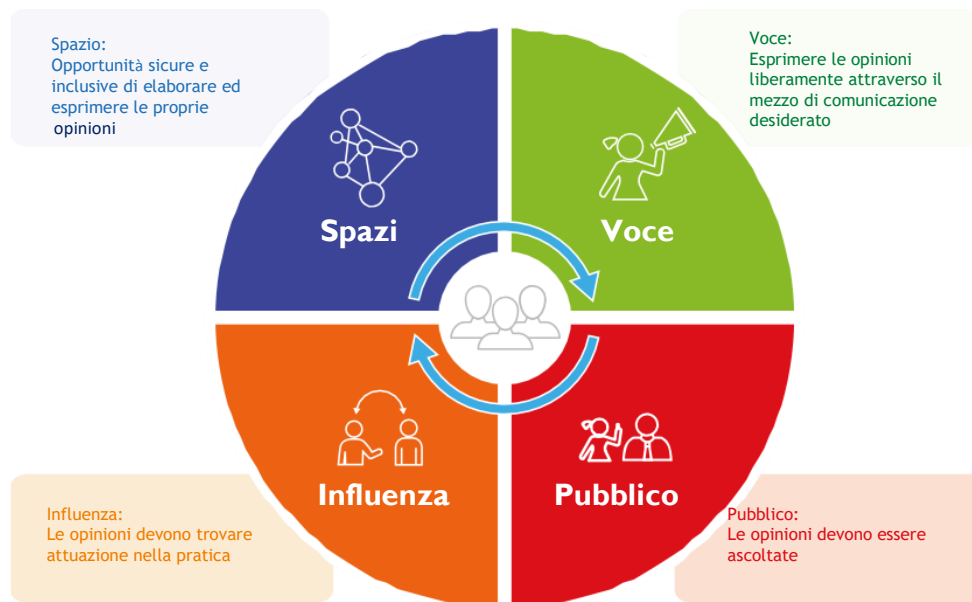 Spazio:
Opportunità sicure e
inclusive di elaborare ed
esprimere le proprie
opinioni
Voce:
Esprimere le opinioni
liberamente attraverso il
mezzo di comunicazione
desiderato
Spazi
Voce
Influenza
Pubblico
Influenza:
Le opinioni devono trovare
attuazione nella pratica
Pubblico:
Le opinioni devono essere
ascoltate